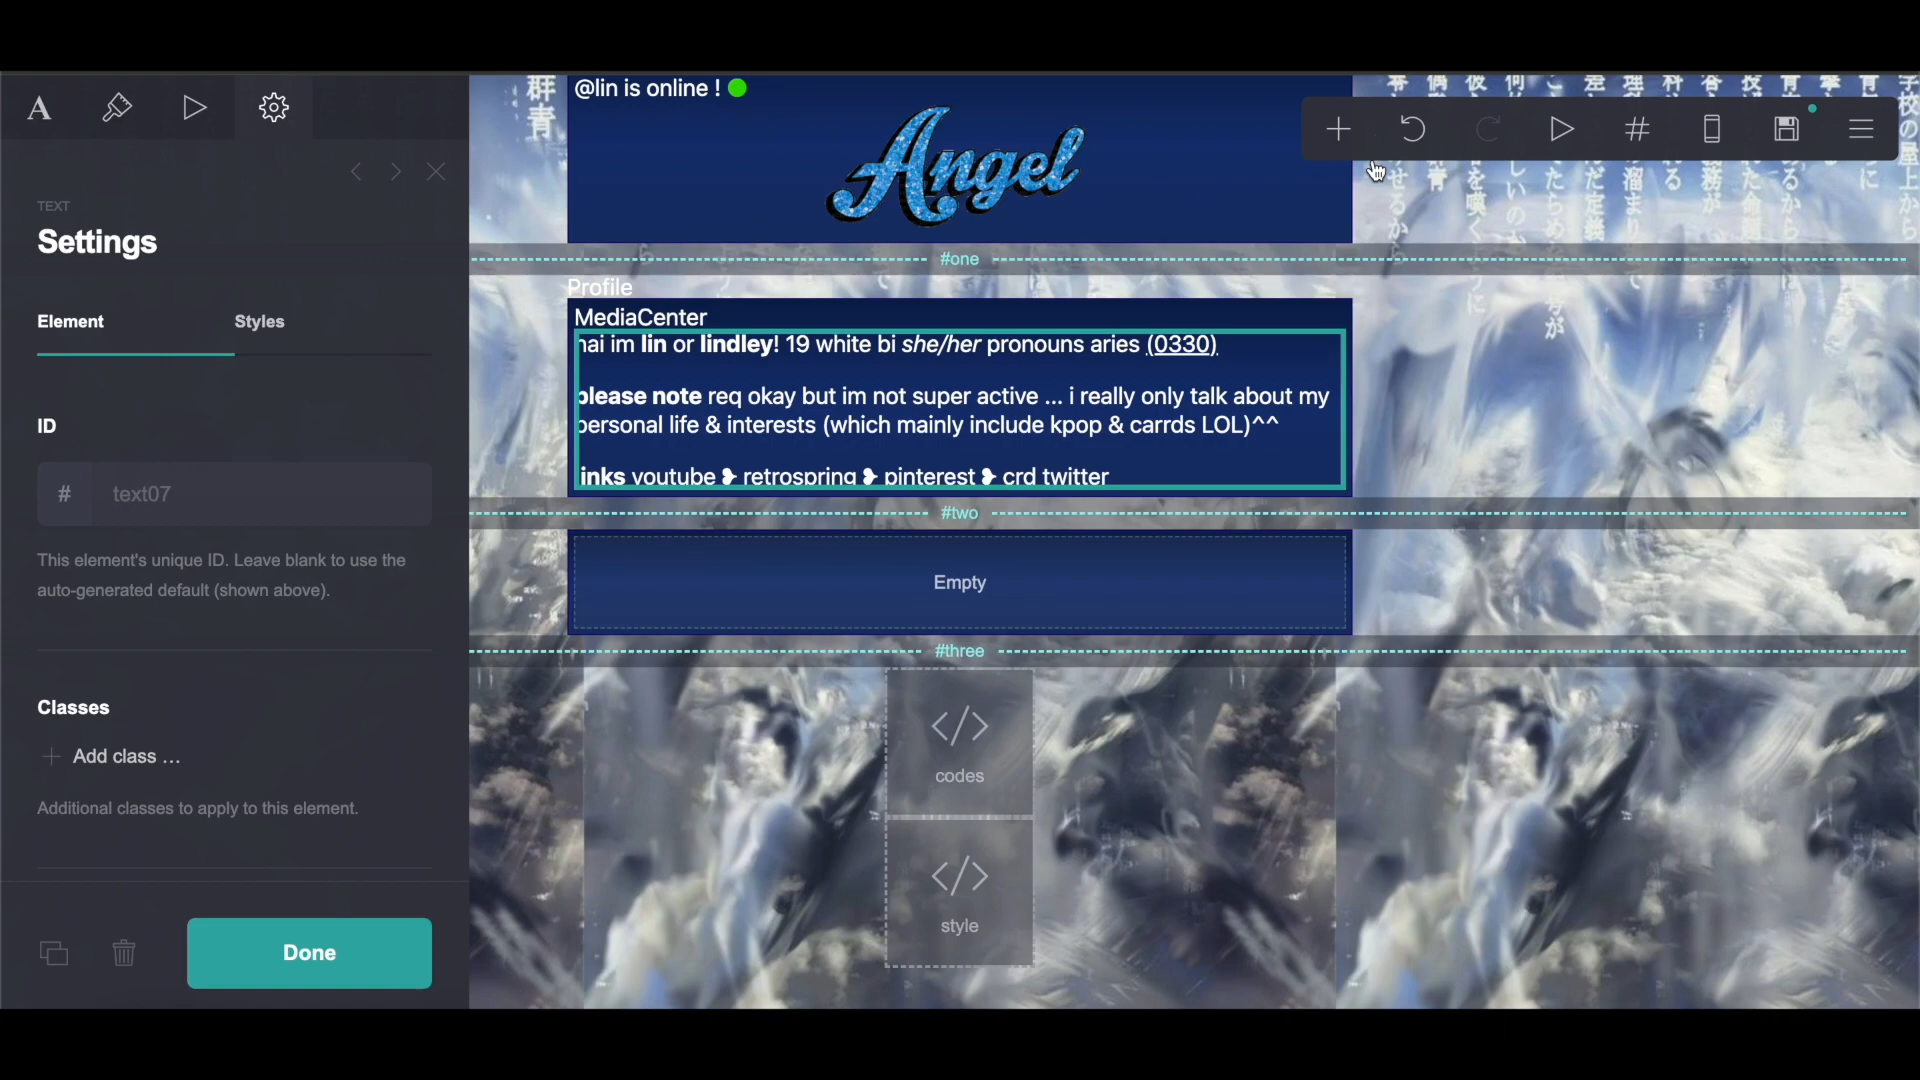 TEXT
Settings
Element Styles
ID
# text07
This element's unique ID. Leave blank to use the
auto-generated default (shown above).
Classes
Add class ...
Additional classes to apply to this element.
Done
群青
@lin is online !
Angel
#one
Profile
MediaCenter
hai im lin or lindley! 19 white bi she/her pronouns aries (0330).
please note req okay but im not super active ... i really only talk about my
personal life & interests (which mainly include kpop & carrds LOL)^^
links youtube ❥ retrospring ❥ pinterest ❥ crd twitter
#two
Empty
#three
</>
codes
</>
style